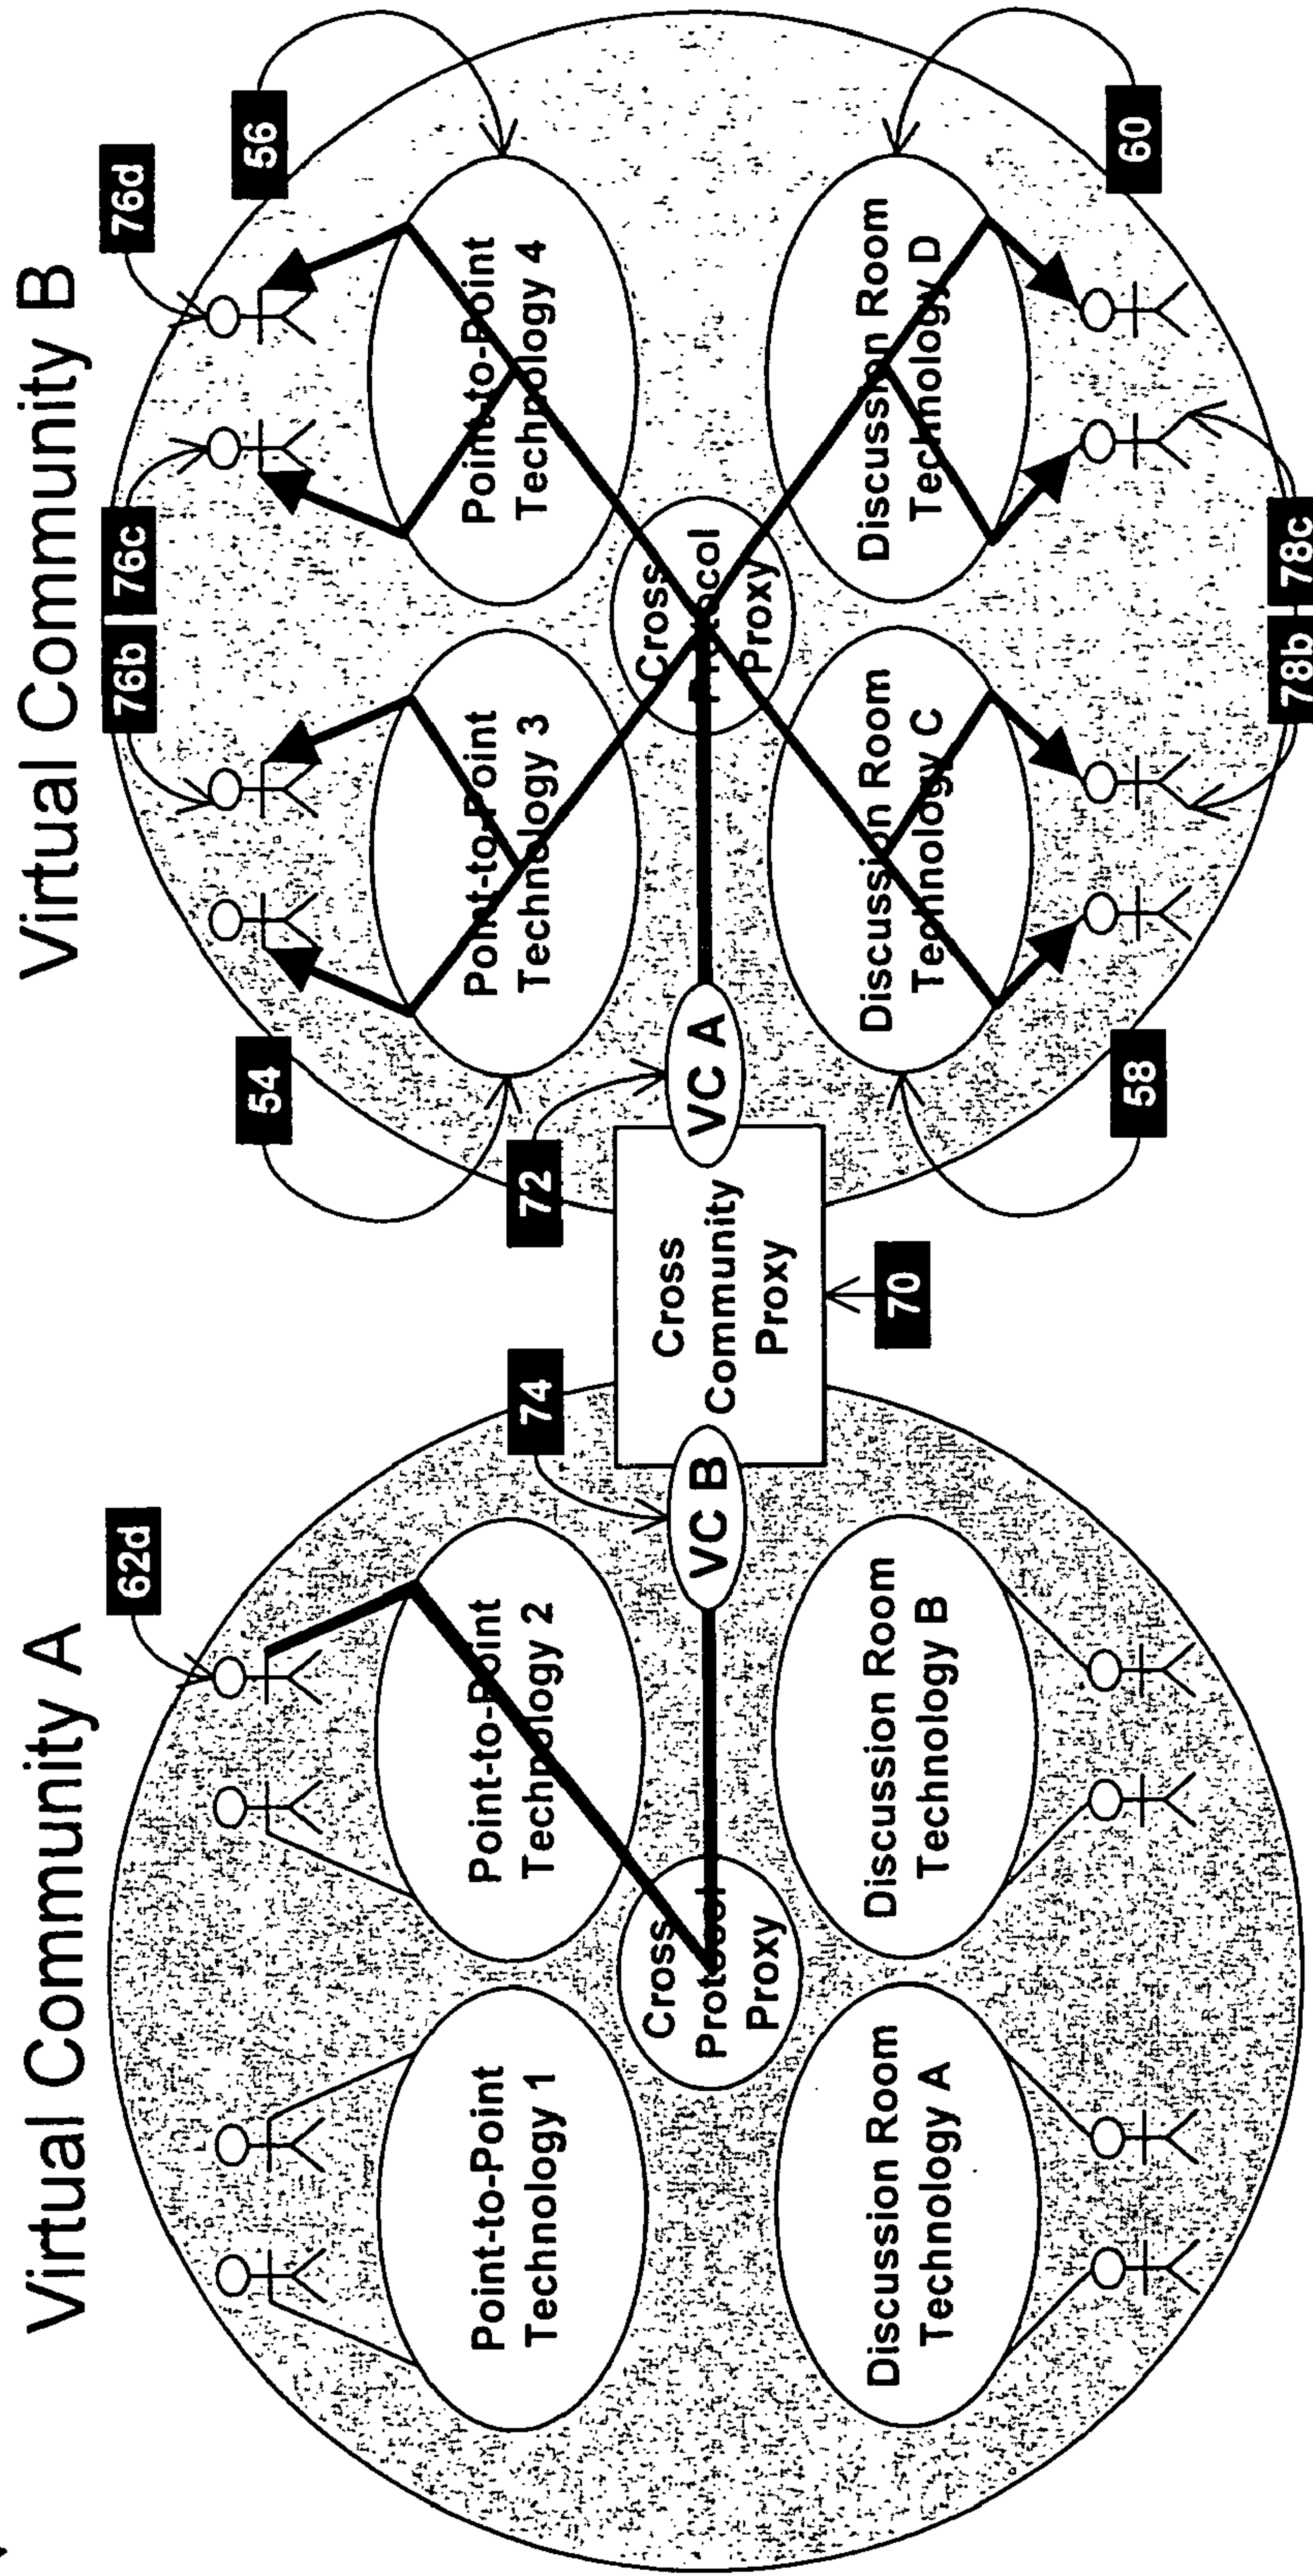 Virtual Community A
62d
Point-to-Point
Technology 1
Point-to-Point
Technology 2
Cross
Protocol
Proxy
Discussion Room
Technology A
Discussion Room
Technology B
74
VC B
Cross
Community
Proxy
70
72
VC A
Virtual Community B
54
76b
76c
76d
56
Point-to-Point
Technology 3
Point-to-Point
Technology 4
Cross
Protocol
Proxy
Discussion Room
Technology C
Discussion Room
Technology D
58
78b
78c
60